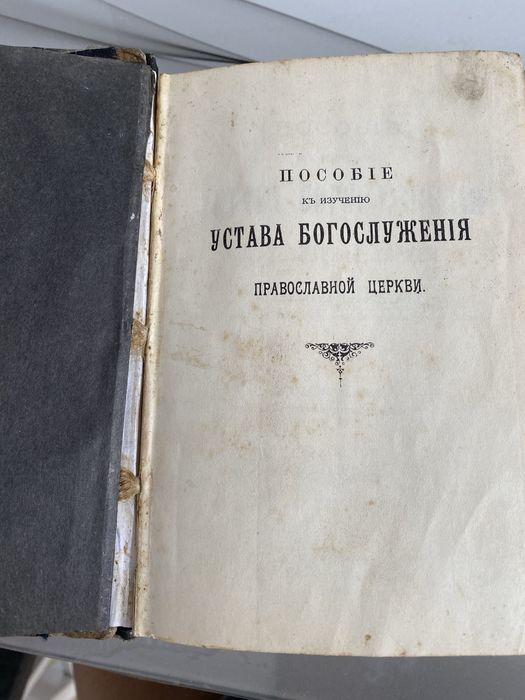 ПОСОБІЕ
КЪ ИЗУЧЕНІЮ
УСТАВА БОГОСЛУЖЕНІЯ
ПРАВОСЛАВНОЙ ЦЕРКВИ.